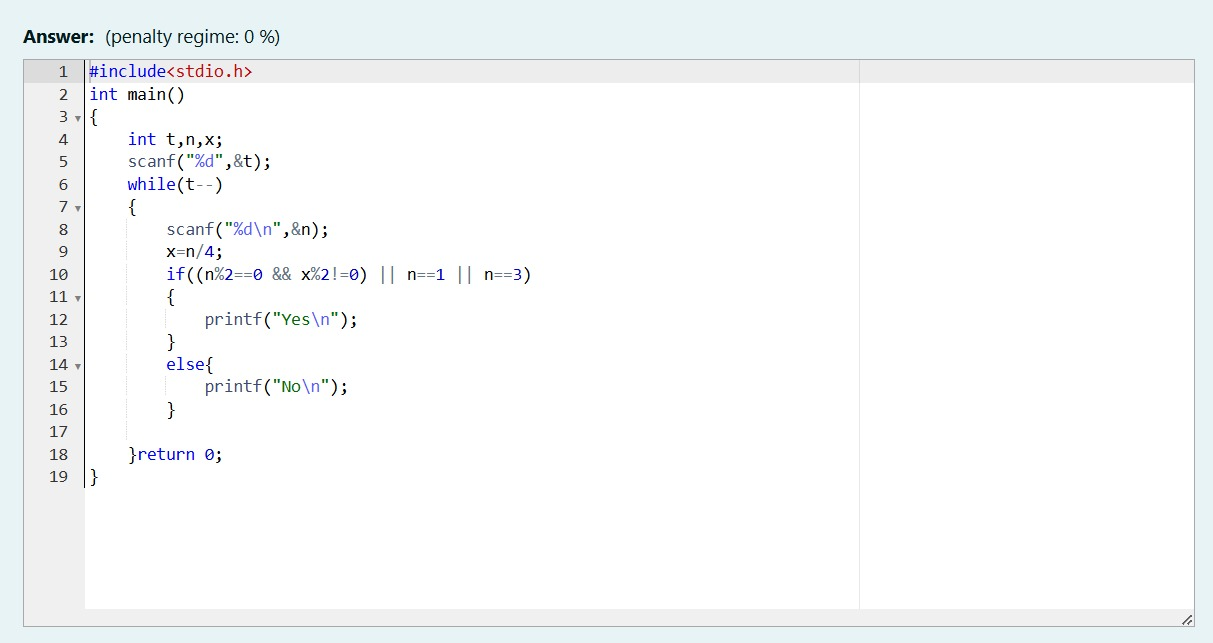 Answer: (penalty regime: 0 %)
1 #include<stdio.h>
2 int main()
3 {
4     int t,n,x;
5     scanf("%d",&t);
6     while(t--)
7     {
8         scanf("%d\n",&n);
9         x=n/4;
10         if((n%2==0 && x%2!=0) || n==1 || n==3)
11         {
12             printf("Yes\n");
13         }
14         else{
15             printf("No\n");
16         }
17
18     }return 0;
19 }